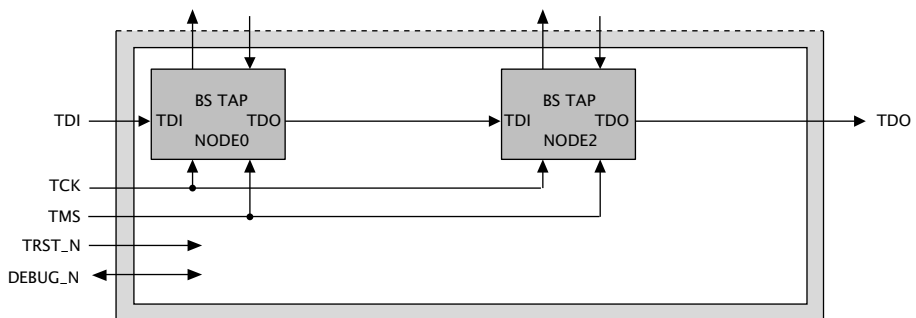 BS TAP
BS TAP
TDI
TDI
TDO
TDI
TDO
TDO
NODE0
NODE2
TCK
TMS
TRST_N
DEBUG_N